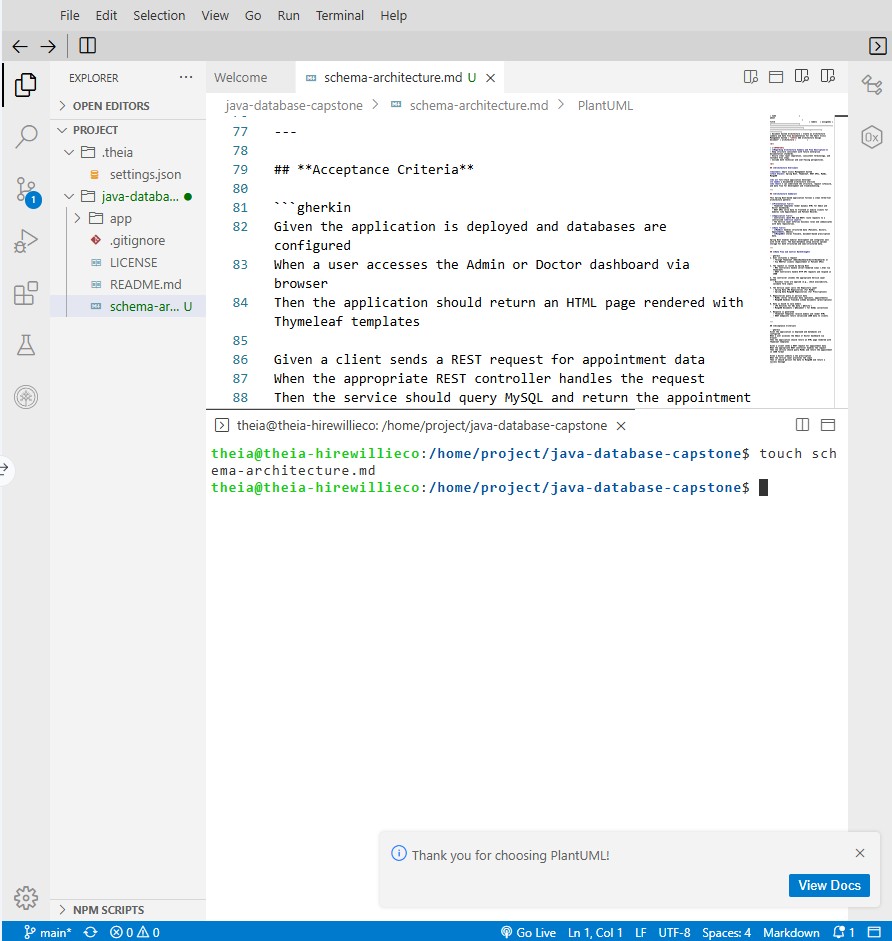 File Edit Selection View Go Run Terminal Help
EXPLORER ...
OPEN EDITORS
PROJECT
.theia
settings.json
java-databa...
app
.gitignore
LICENSE
README.md
schema-ar... U
NPM SCRIPTS
1
Welcome schema-architecture.md U
java-database-capstone > schema-architecture.md > PlantUML
77 ---
78
79 ## **Acceptance Criteria**
80
81 ```gherkin
82 Given the application is deployed and databases are
configured
83 When a user accesses the Admin or Doctor dashboard via
browser
84 Then the application should return an HTML page rendered with
Thymeleaf templates
85
86 Given a client sends a REST request for appointment data
87 When the appropriate REST controller handles the request
88 Then the service should query MySQL and return the appointment
0x
theia@theia-hirewillieco: /home/project/java-database-capstone
theia@theia-hirewillieco:/home/project/java-database-capstone$ touch sch
ema-architecture.md
theia@theia-hirewillieco:/home/project/java-database-capstone$
Thank you for choosing PlantUML!
View Docs
main* 0 0 Go Live Ln 1, Col 1 LF UTF-8 Spaces: 4 Markdown 1